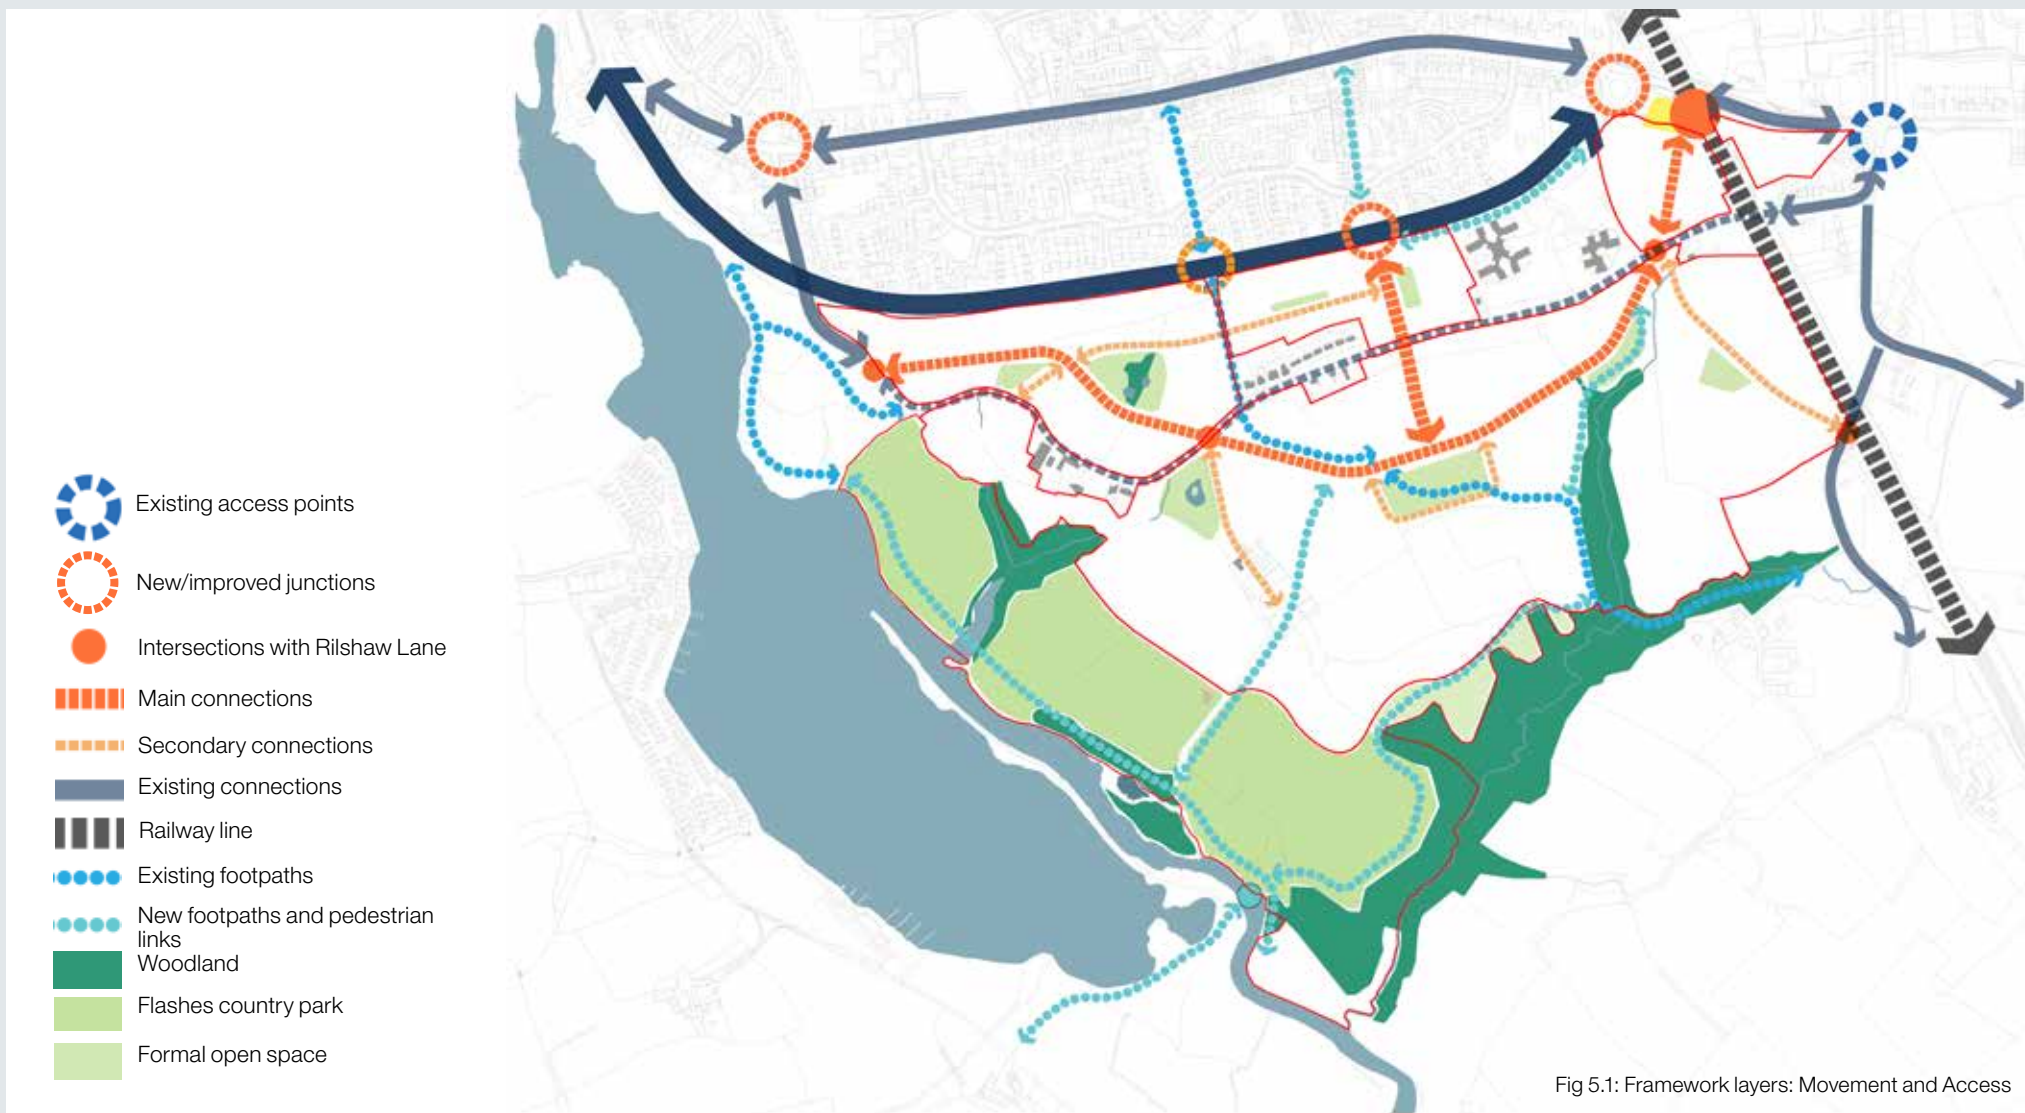 Existing access points
New/improved junctions
Intersections with Rilshaw Lane
Main connections
Secondary connections
Existing connections
Railway line
Existing footpaths
New footpaths and pedestrian
links
Woodland
Flashes country park
Formal open space
Fig 5.1: Framework layers: Movement and Access